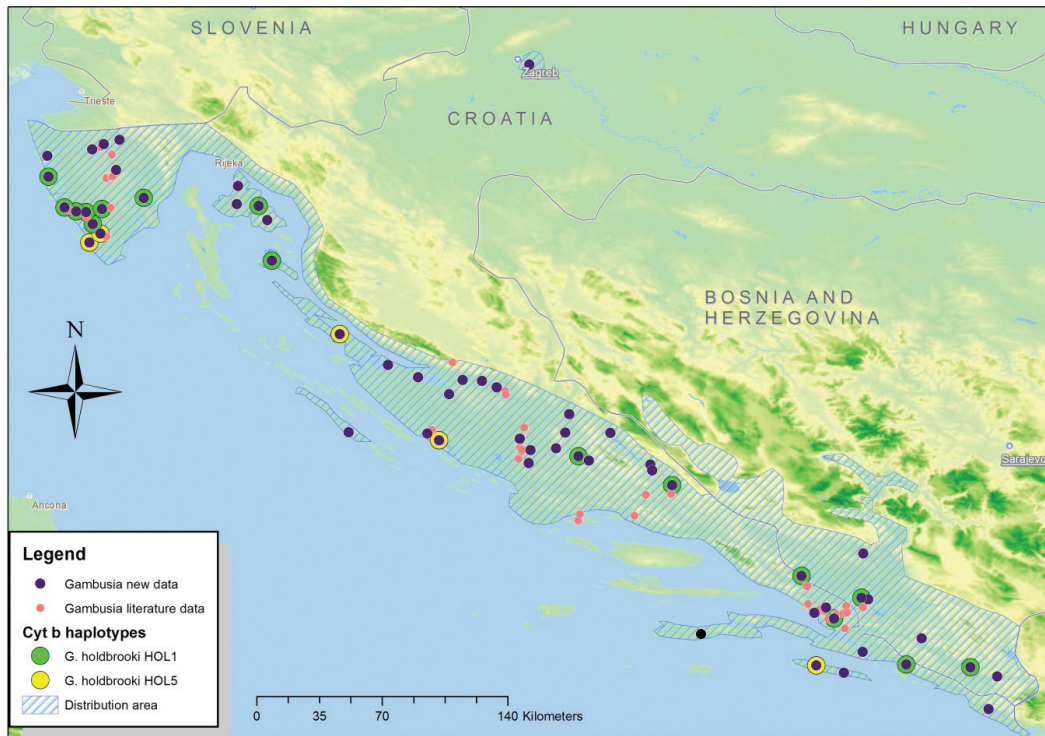 SLOVENIA
HUNGARY
Zagreb
Trieste
CROATIA
Rijeka
BOSNIA AND
HERZEGOVINA
N
Sarajevo
Ancona
Legend
Gambusia new data
Gambusia literature data
Cyt b haplotypes
G. holdbrooki HOL1
G. holdbrooki HOL5
Distribution area
0 35 70 140 Kilometers